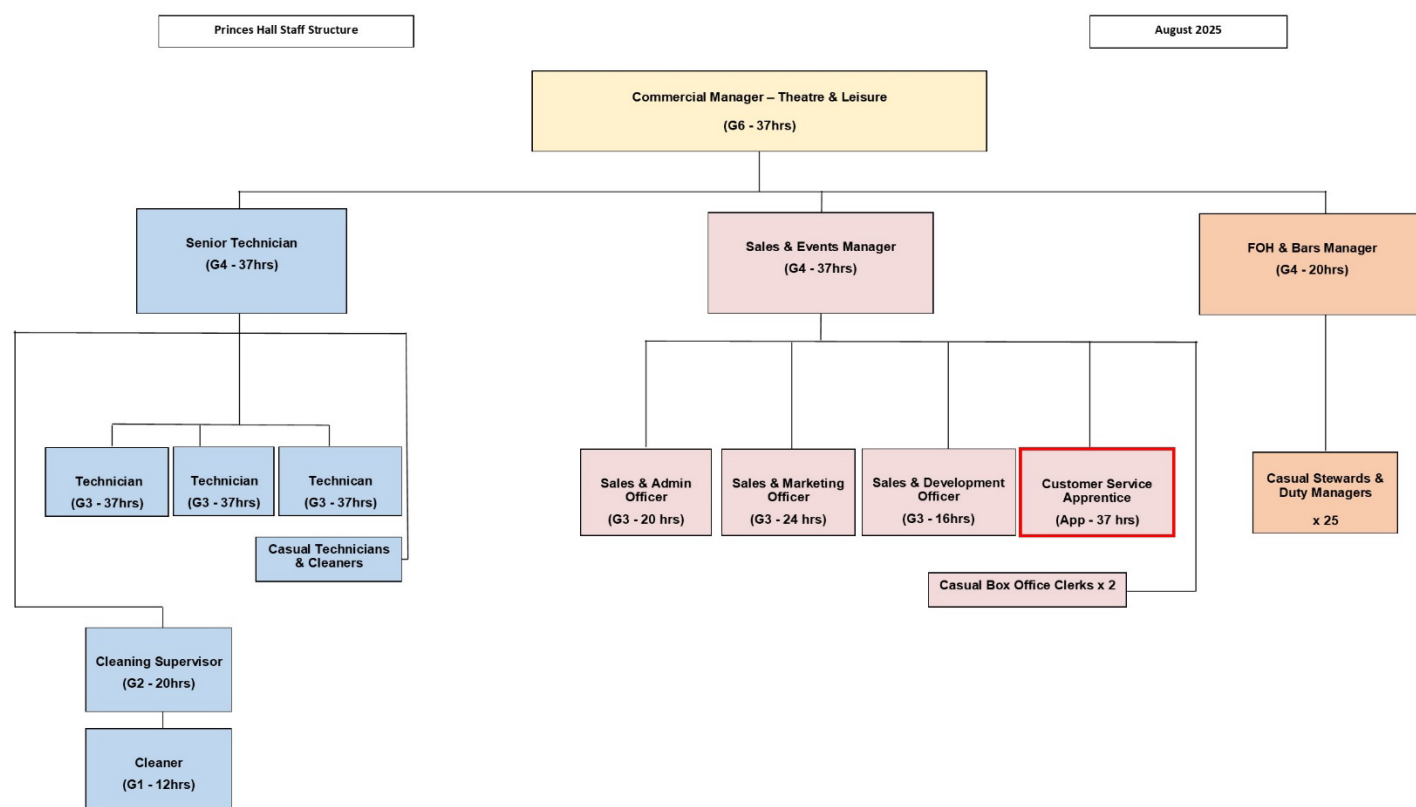 Princes Hall Staff Structure
August 2025
Commercial Manager – Theatre & Leisure
(G6 - 37hrs)
Senior Technician
(G4 - 37hrs)
Sales & Events Manager
(G4 - 37hrs)
FOH & Bars Manager
(G4 - 20hrs)
Technician
(G3 - 37hrs)
Technician
(G3 - 37hrs)
Technican
(G3 - 37hrs)
Casual Technicians
& Cleaners
Sales & Admin
Officer
(G3 - 20 hrs)
Sales & Marketing
Officer
(G3 - 24 hrs)
Sales & Development
Officer
(G3 - 16hrs)
Customer Service
Apprentice
(App - 37 hrs)
Casual Stewards &
Duty Managers
x 25
Casual Box Office Clerks x 2
Cleaning Supervisor
(G2 - 20hrs)
Cleaner
(G1 - 12hrs)